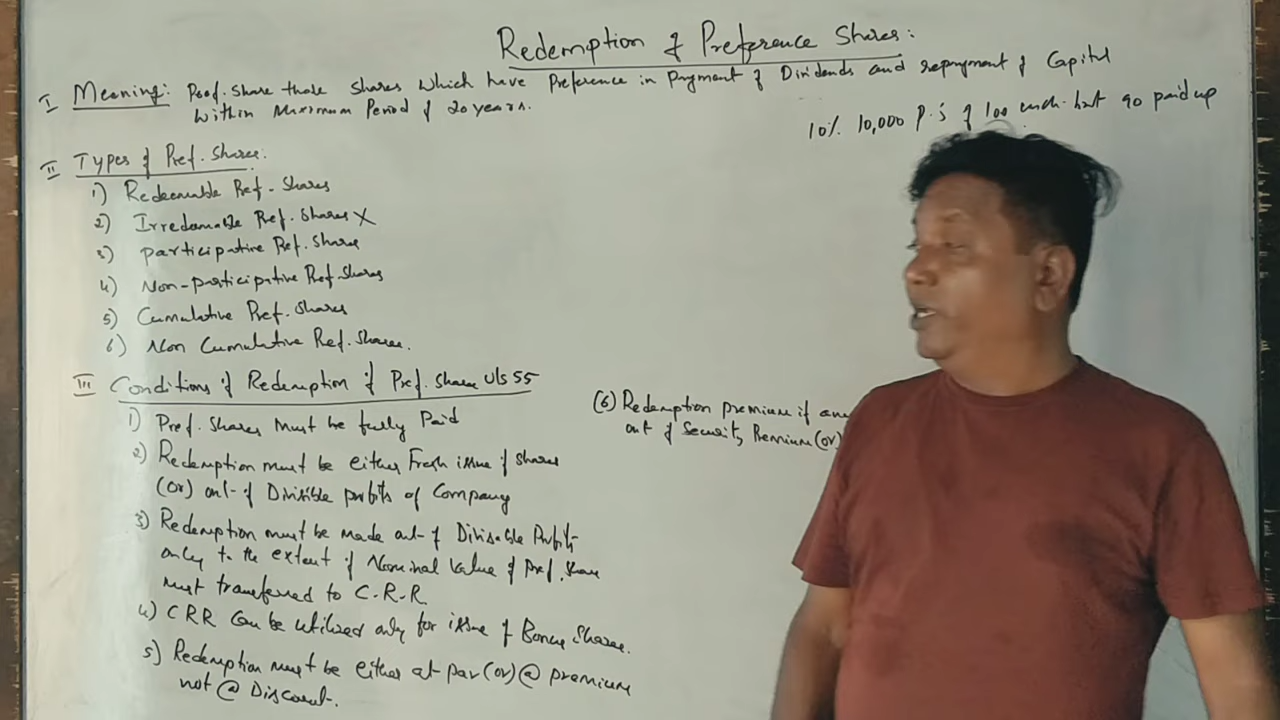 Redemption of Preference Shares:
I Meaning: Pref. Share those Shares which have Preference in Payment of Dividends and repayment of Capital
within Maximum Period of 20 years.
10% 10,000 P.S of 100 each but 90 paid up
II Types of Pref. Shares.
1) Redeemable Pref. Shares
2) Irredamable Pref. Shares X
3) Participative Pref. Share
4) Non-participative Pref. Shares
5) Cumulative Pref. Shares
6) Non Cumulative Pref. Shares.
III Conditions of Redemption of Pref. Share U/s 55
1) Pref. Shares Must be fully Paid
2) Redemption must be either Fresh issue of shares
(or) out of Divisible profits of Company
3) Redemption must be made out of Divisable Profits
only to the extent of Nominal Value of Pref. Share
must transferred to C.R.R
4) CRR Can be utilized only for issue of Bonus Shares.
5) Redemption must be either at par (or) @ premium
not @ Discount.
(6) Redemption premium if any
out of Security Premium (or)